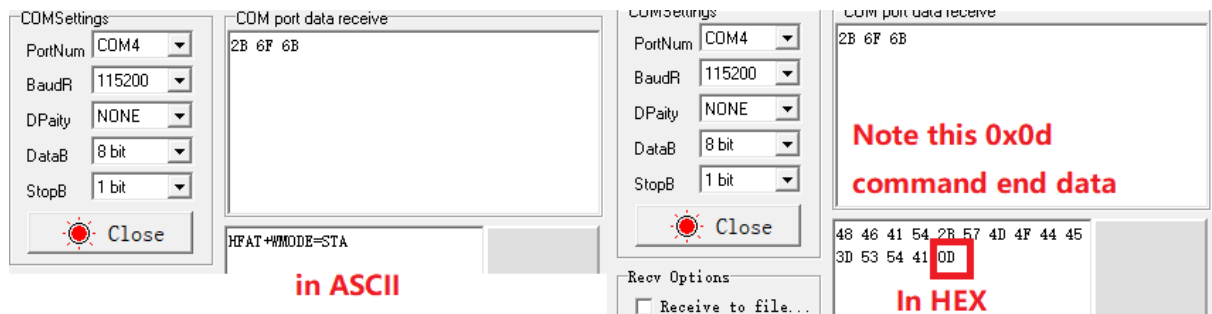 COMSettings
COM port data receive
PortNum COM4
2B 6F 6B
BaudR 115200
DPaity NONE
DataB 8 bit
StopB 1 bit
Close
HFAT+WMODE=STA
in ASCII
COMSettings
COM port data receive
PortNum COM4
2B 6F 6B
BaudR 115200
DPaity NONE
Note this 0x0d
DataB 8 bit
command end data
StopB 1 bit
Close
48 46 41 54 2B 57 4D 4F 44 45
3D 53 54 41 0D
Recv Options
In HEX
Receive to file...